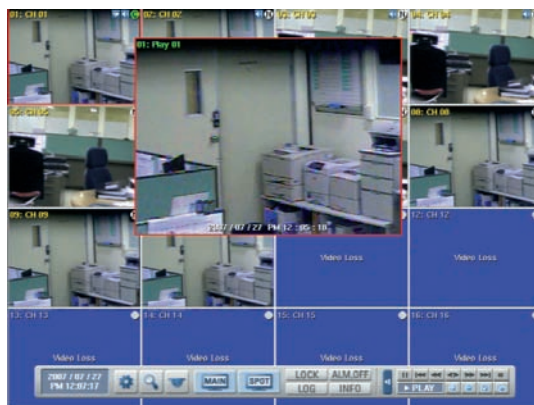 01: CH 01
02: CH 02
03: CH 03
04: CH 04
01: Play 01
05: CH 05
08: CH 08
2007/07/27 PM 12:05:18
09: CH 09
12: CH 12
Video Loss
Video Loss
13: CH 13
14: CH 14
15: CH 15
16: CH 16
Video Loss
Video Loss
Video Loss
Video Loss
2007 / 07 / 27
PM 12:07:17
MAIN
SPOT
LOCK
ALM.OFF
LOG
INFO
PLAY